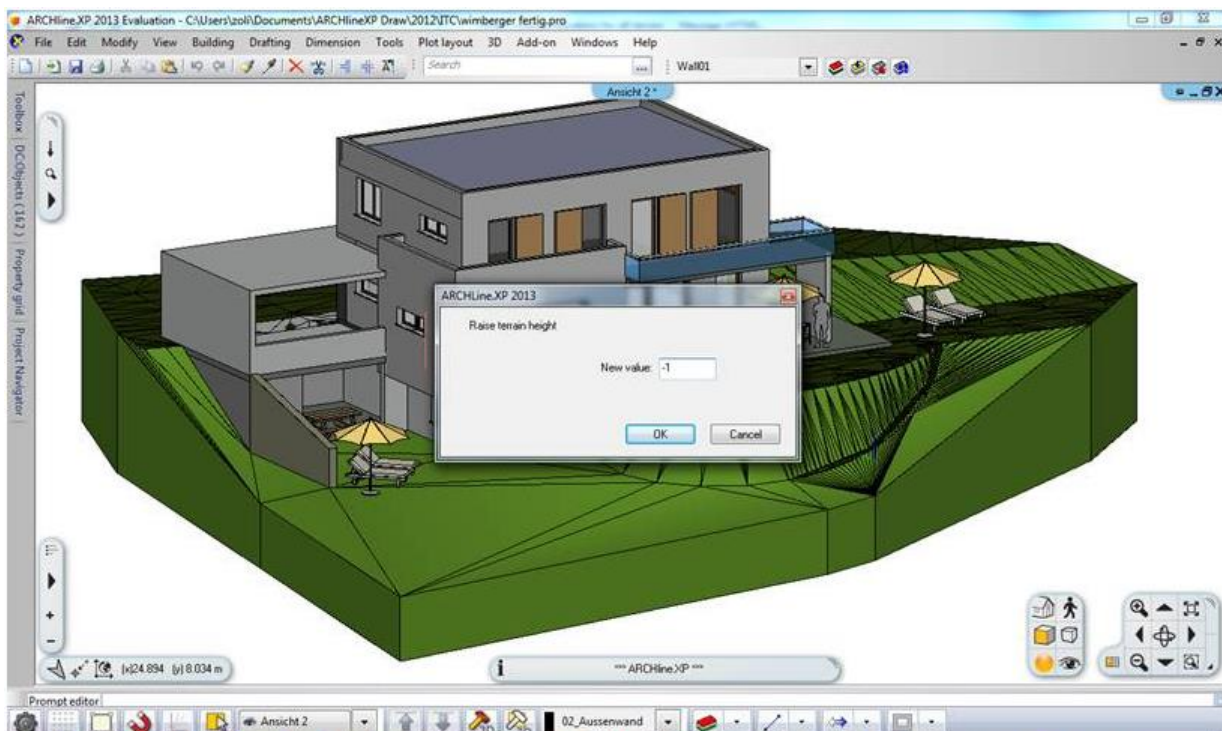 ARCHline.XP 2013 Evaluation - C:\Users\zoli\Documents\ARCHlineXP Draw\2012\ITC\wimberger fertig.pro
File Edit Modify View Building Drafting Dimension Tools Plot layout 3D Add-on Windows Help
Search ... Wall01
Ansicht 2 *
Toolbox
DC:Objects ( 162 )
Property grid
Project Navigator
ARCHLine.XP 2013
Raise terrain height
New value: -1
OK Cancel
(x)24.894 (y) 8.034 m
i *** ARCHline.XP ***
Prompt editor
Ansicht 2 02_Aussenwand